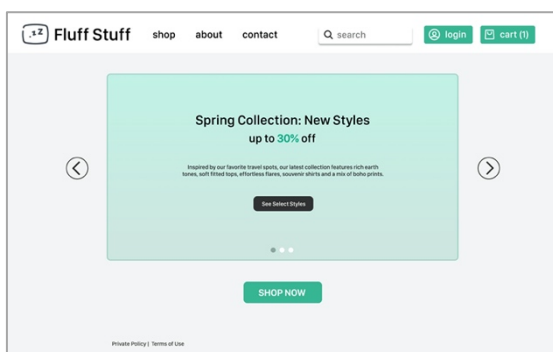 .ız Fluff Stuff shop about contact search login cart (1)
Spring Collection: New Styles
up to 30% off
Inspired by our favorite travel spots, our latest collection features rich earth
tones, soft fitted tops, effortless flares, souvenir shirts and a mix of boho prints.
See Select Styles
SHOP NOW
Private Policy | Terms of Use